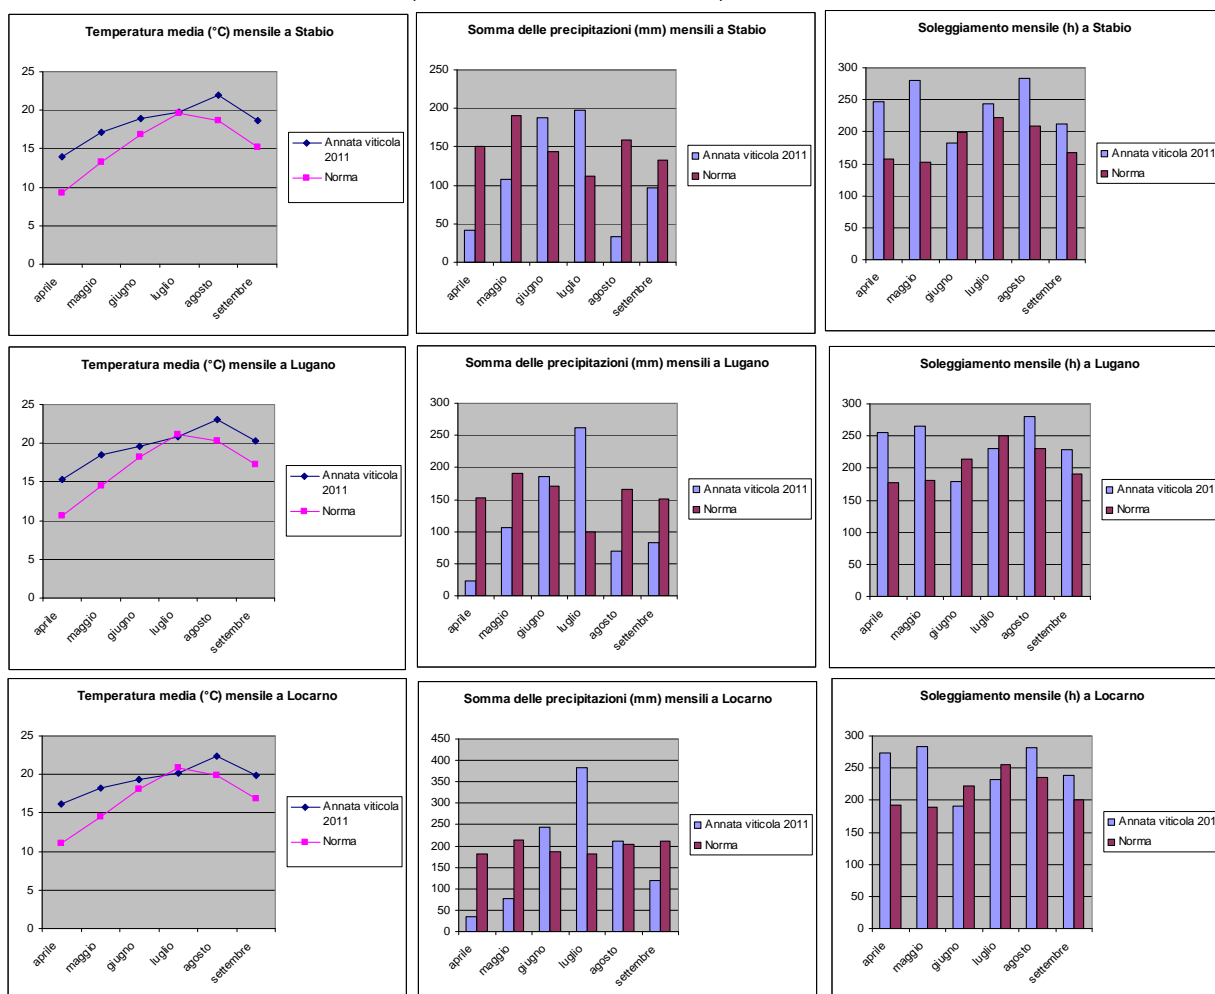 Temperatura media (°C) mensile a Stabio
25
20
15
10
5
0
aprile
maggio
giugno
luglio
agosto
settembre
Annata viticola
2011
Norma
Somma delle precipitazioni (mm) mensili a Stabio
250
200
150
100
50
0
aprile
maggio
giugno
luglio
agosto
settembre
Annata viticola 2011
Norma
Soleggiamento mensile (h) a Stabio
300
250
200
150
100
50
0
aprile
maggio
giugno
luglio
agosto
settembre
Annata viticola 2011
Norma
Temperatura media (°C) mensile a Lugano
25
20
15
10
5
0
aprile
maggio
giugno
luglio
agosto
settembre
Annata viticola
2011
Norma
Somma delle precipitazioni (mm) mensili a Lugano
300
250
200
150
100
50
0
aprile
maggio
giugno
luglio
agosto
settembre
Annata viticola 2011
Norma
Soleggiamento mensile (h) a Lugano
300
250
200
150
100
50
0
aprile
maggio
giugno
luglio
agosto
settembre
Annata viticola 2011
Norma
Temperatura media (°C) mensile a Locarno
25
20
15
10
5
0
aprile
maggio
giugno
luglio
agosto
settembre
Annata viticola
2011
Norma
Somma delle precipitazioni (mm) mensili a Locarno
450
400
350
300
250
200
150
100
50
0
aprile
maggio
giugno
luglio
agosto
settembre
Annata viticola 2011
Norma
Soleggiamento mensile (h) a Locarno
300
250
200
150
100
50
0
aprile
maggio
giugno
luglio
agosto
settembre
Annata viticola 2011
Norma